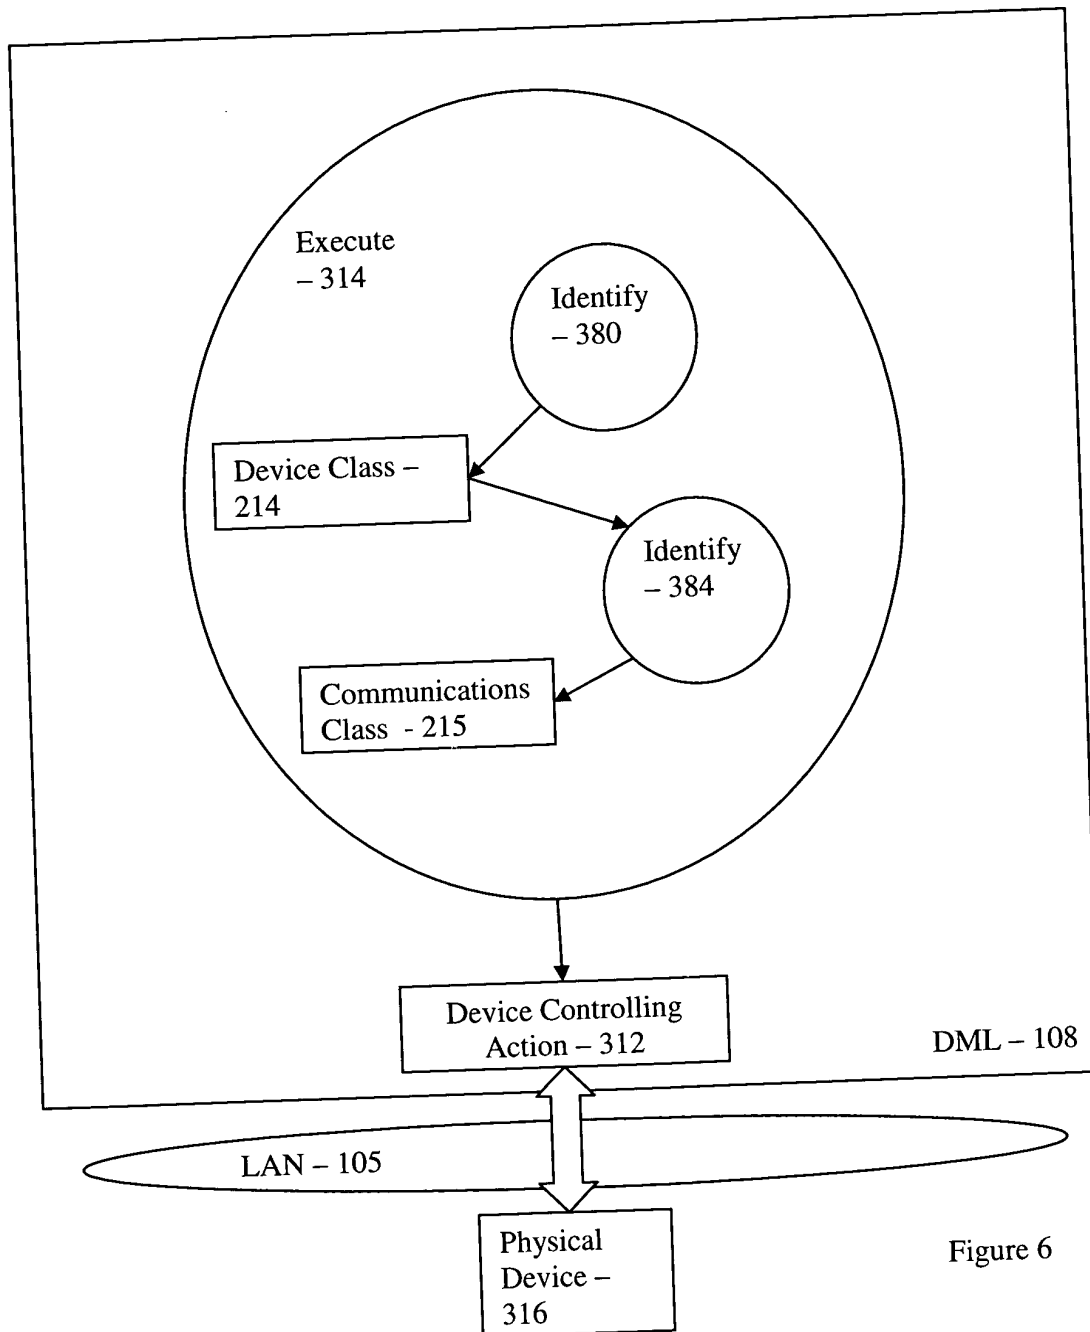 Execute
– 314
Identify
– 380
Device Class –
214
Identify
– 384
Communications
Class - 215
Device Controlling
Action – 312
DML – 108
LAN – 105
Physical
Device –
316
Figure 6